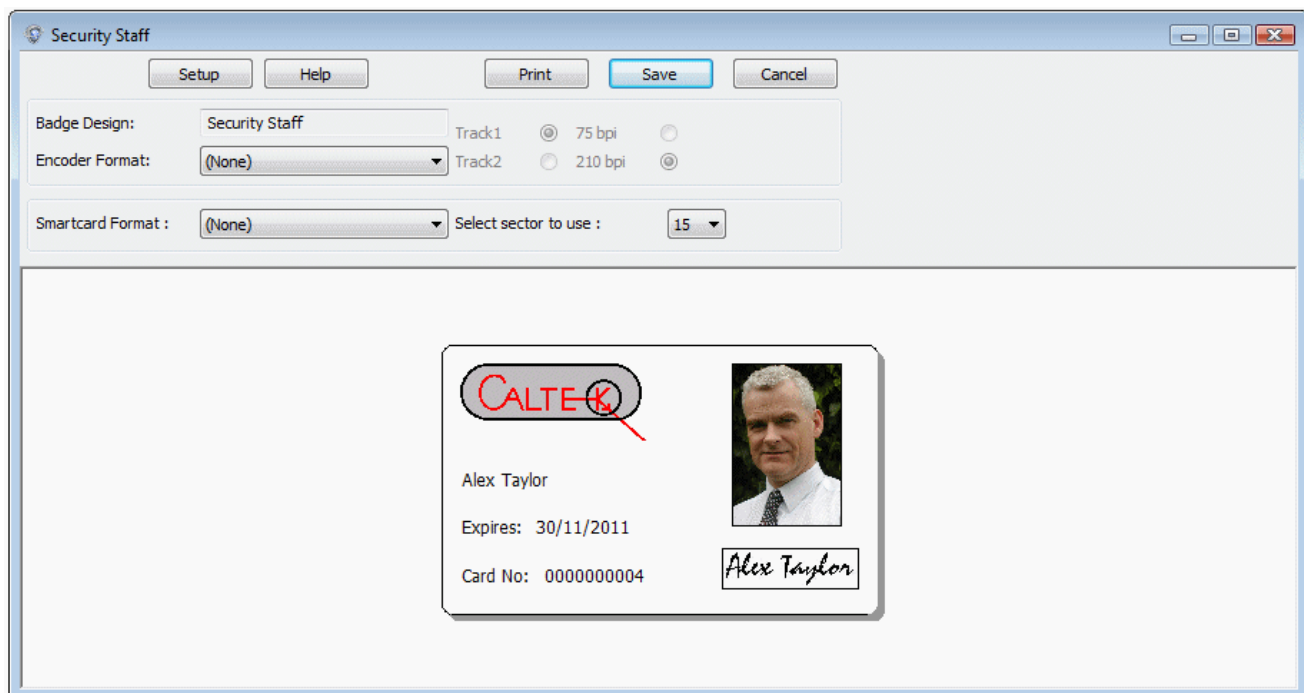 Security Staff
Setup Help Print Save Cancel
Badge Design: Security Staff
Track1 75 bpi
Encoder Format: (None)
Track2 210 bpi
Smartcard Format : (None) Select sector to use : 15
CALTEK
Alex Taylor
Expires: 30/11/2011
Card No: 0000000004
Alex Taylor